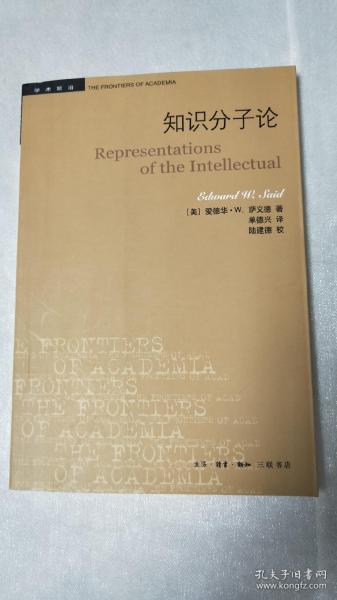 学术前沿 THE FRONTIERS OF ACADEMIA
知识分子论
Representations
of the Intellectual
Edward W. Said
[美] 爱德华·W. 萨义德 著
单德兴 译
陆建德 校
E FRONTIERS
OF ACADEMIA
FRONTIERS
THE FRONTIERS
OF ACADEMIA
生活·读书·新知 三联书店
孔夫子旧书网